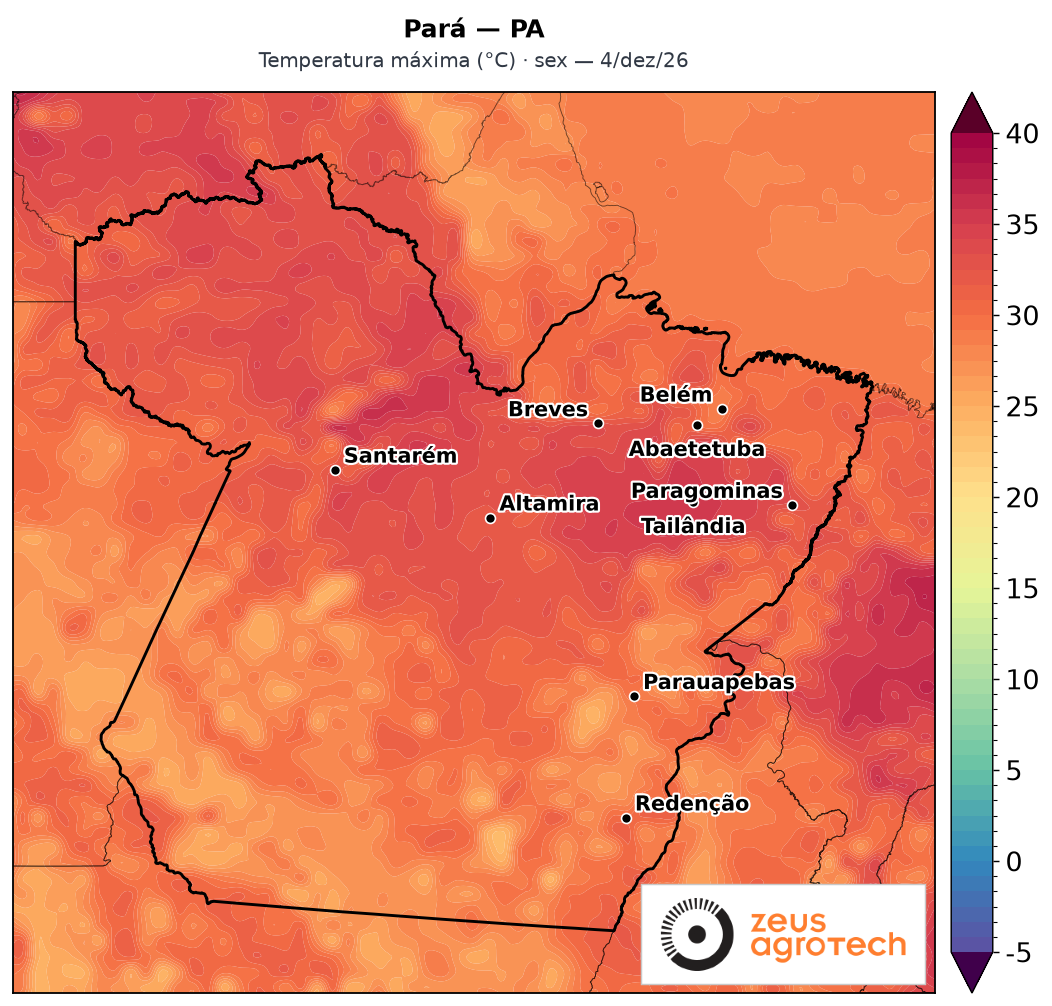 Pará — PA
Temperatura máxima (°C) · sex — 4/dez/26
Belém
Breves
Abaetetuba
Santarém
Paragominas
Altamira
Tailândia
Parauapebas
Redenção
40
35
30
25
20
15
10
5
0
-5
zeus
agrotech